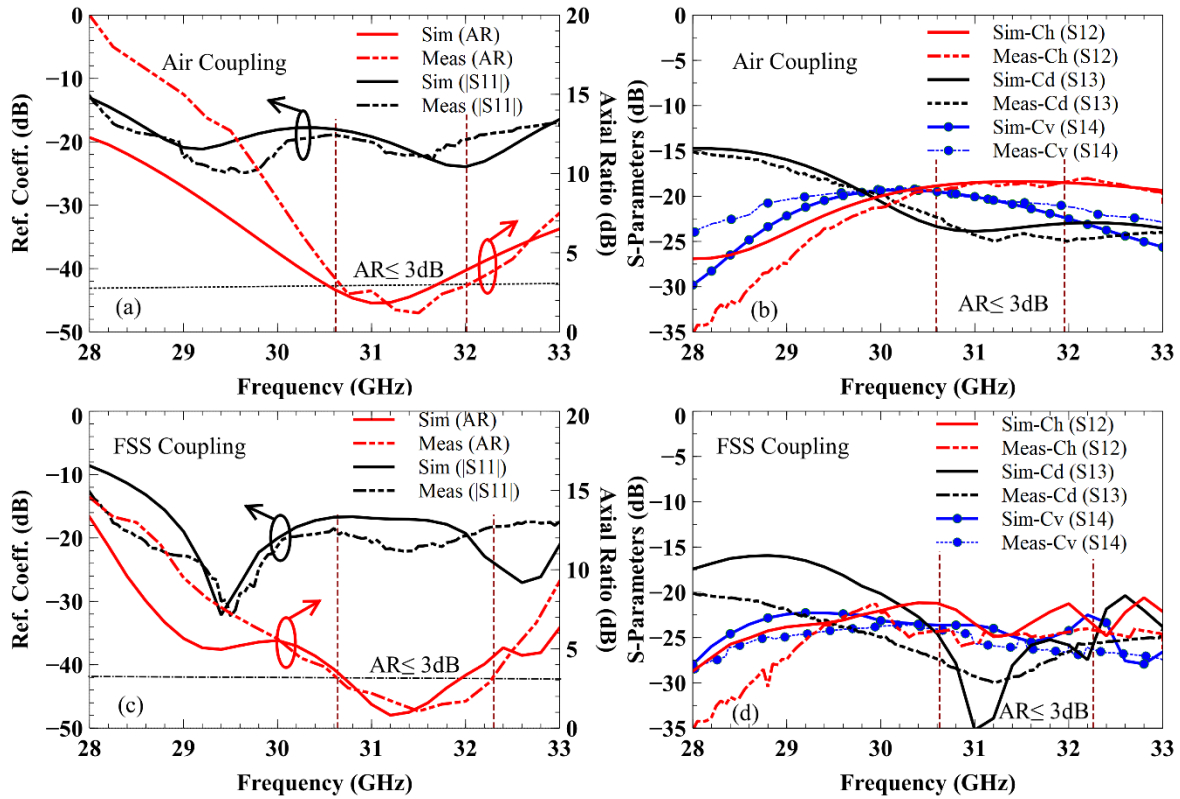 0
−10
−20
−30
−40
−50
Ref. Coeff. (dB)
Air Coupling
Sim (AR)
Meas (AR)
Sim (|S11|)
Meas (|S11|)
AR≤ 3dB
(a)
20
15
10
5
0
Axial Ratio (dB)
28 29 30 31 32 33
Frequency (GHz)
0
−5
−10
−15
−20
−25
−30
−35
S-Parameters (dB)
Air Coupling
Sim-Ch (S12)
Meas-Ch (S12)
Sim-Cd (S13)
Meas-Cd (S13)
Sim-Cv (S14)
Meas-Cv (S14)
AR≤ 3dB
(b)
28 29 30 31 32 33
Frequency (GHz)
0
−10
−20
−30
−40
−50
Ref. Coeff. (dB)
FSS Coupling
Sim (AR)
Meas (AR)
Sim (|S11|)
Meas (|S11|)
AR≤ 3dB
(c)
20
15
10
5
0
Axial Ratio (dB)
28 29 30 31 32 33
Frequency (GHz)
0
−5
−10
−15
−20
−25
−30
−35
S-Parameters (dB)
FSS Coupling
Sim-Ch (S12)
Meas-Ch (S12)
Sim-Cd (S13)
Meas-Cd (S13)
Sim-Cv (S14)
Meas-Cv (S14)
AR≤ 3dB
(d)
28 29 30 31 32 33
Frequency (GHz)